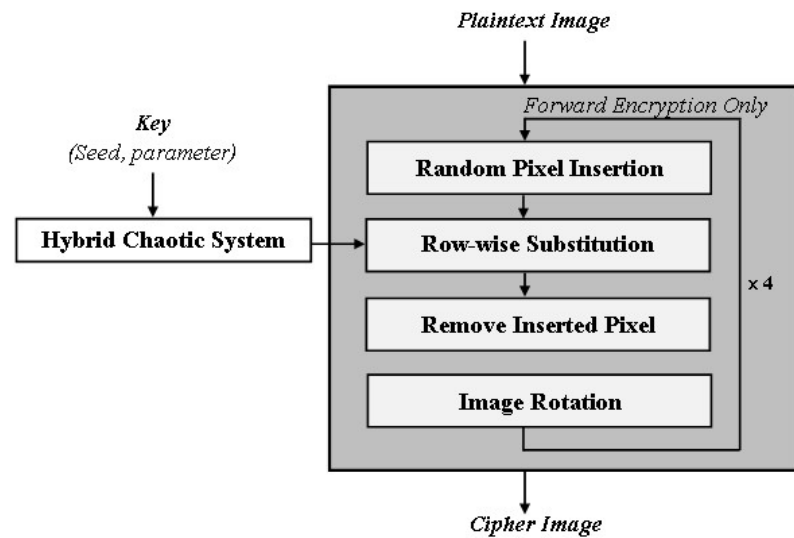 Plaintext Image
Forward Encryption Only
Key
(Seed, parameter)
Random Pixel Insertion
Hybrid Chaotic System
Row-wise Substitution
x 4
Remove Inserted Pixel
Image Rotation
Cipher Image